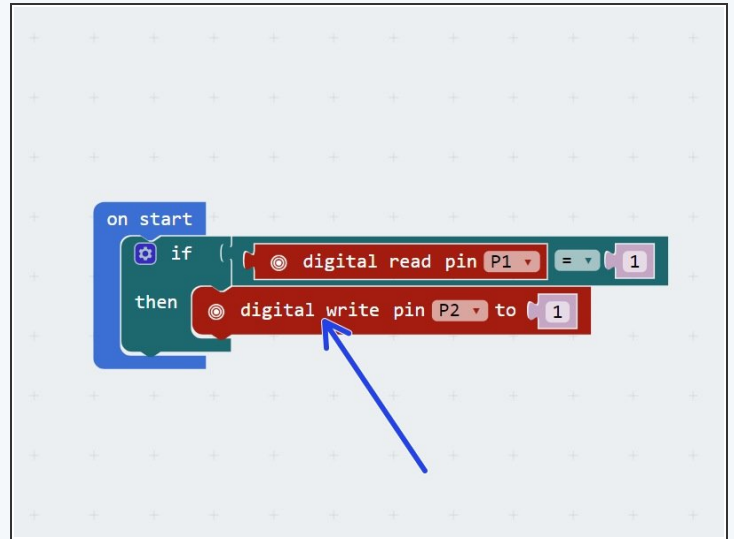 on start
if digital read pin P1 = 1
then digital write pin P2 to 1